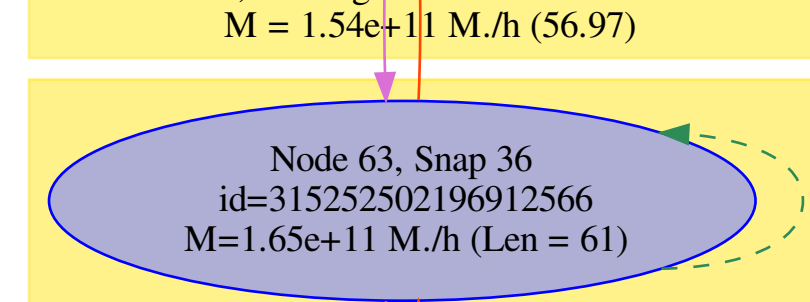 M = 1.54e+11 M./h (56.97)
Node 63, Snap 36
id=315252502196912566
M=1.65e+11 M./h (Len = 61)